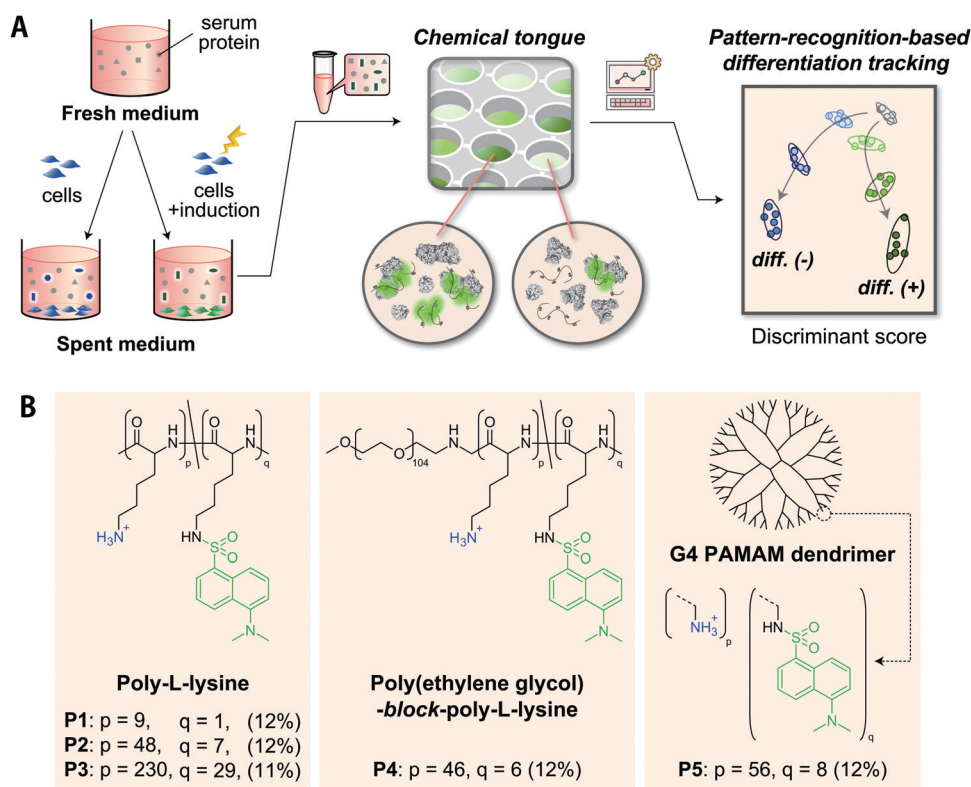 A
serum
protein
Fresh medium
cells
cells
+induction
Spent medium
Chemical tongue
Pattern-recognition-based
differentiation tracking
diff. (-)
diff. (+)
Discriminant score
B
O
H
N
p
O
H
N
q
H3N+
HN
S
O
O
N
Poly-L-lysine
P1: p = 9, q = 1, (12%)
P2: p = 48, q = 7, (12%)
P3: p = 230, q = 29, (11%)
O
O
104
H
N
O
H
N
p
O
H
N
q
H3N+
HN
S
O
O
N
Poly(ethylene glycol)
-block-poly-L-lysine
P4: p = 46, q = 6 (12%)
G4 PAMAM dendrimer
NH3+
p
HN
S
O
O
N
q
P5: p = 56, q = 8 (12%)